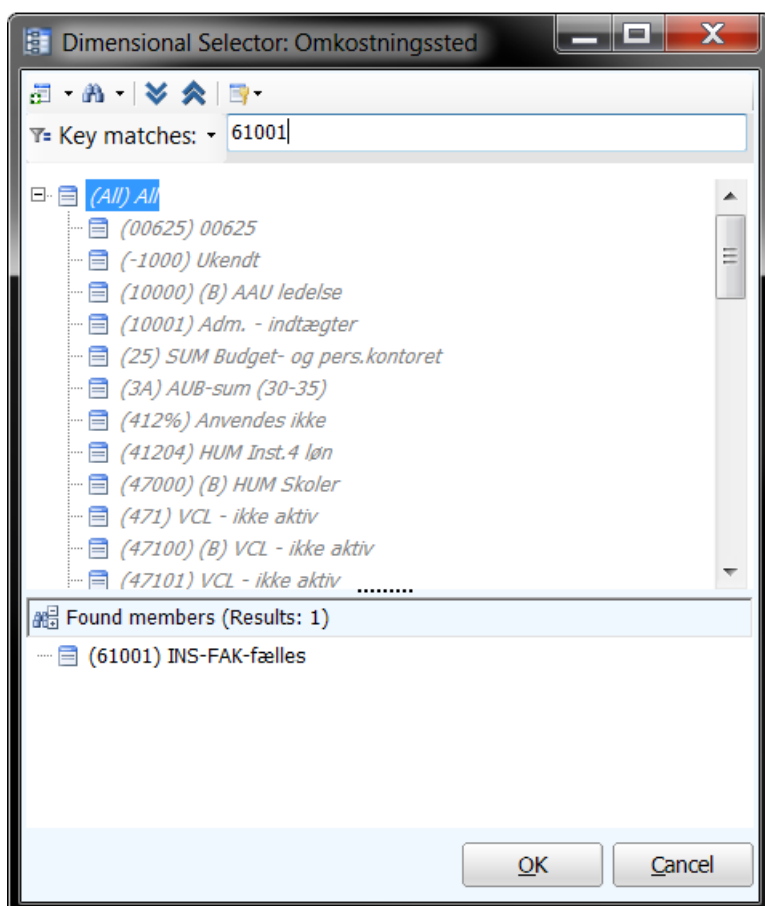 Dimensional Selector: Omkostningssted
Key matches: 61001
(All) All
(00625) 00625
(-1000) Ukendt
(10000) (B) AAU ledelse
(10001) Adm. - indtægter
(25) SUM Budget- og pers.kontoret
(3A) AUB-sum (30-35)
(412%) Anvendes ikke
(41204) HUM Inst.4 løn
(47000) (B) HUM Skoler
(471) VCL - ikke aktiv
(47100) (B) VCL - ikke aktiv
(47101) VCL - ikke aktiv
Found members (Results: 1)
(61001) INS-FAK-fælles
OK Cancel